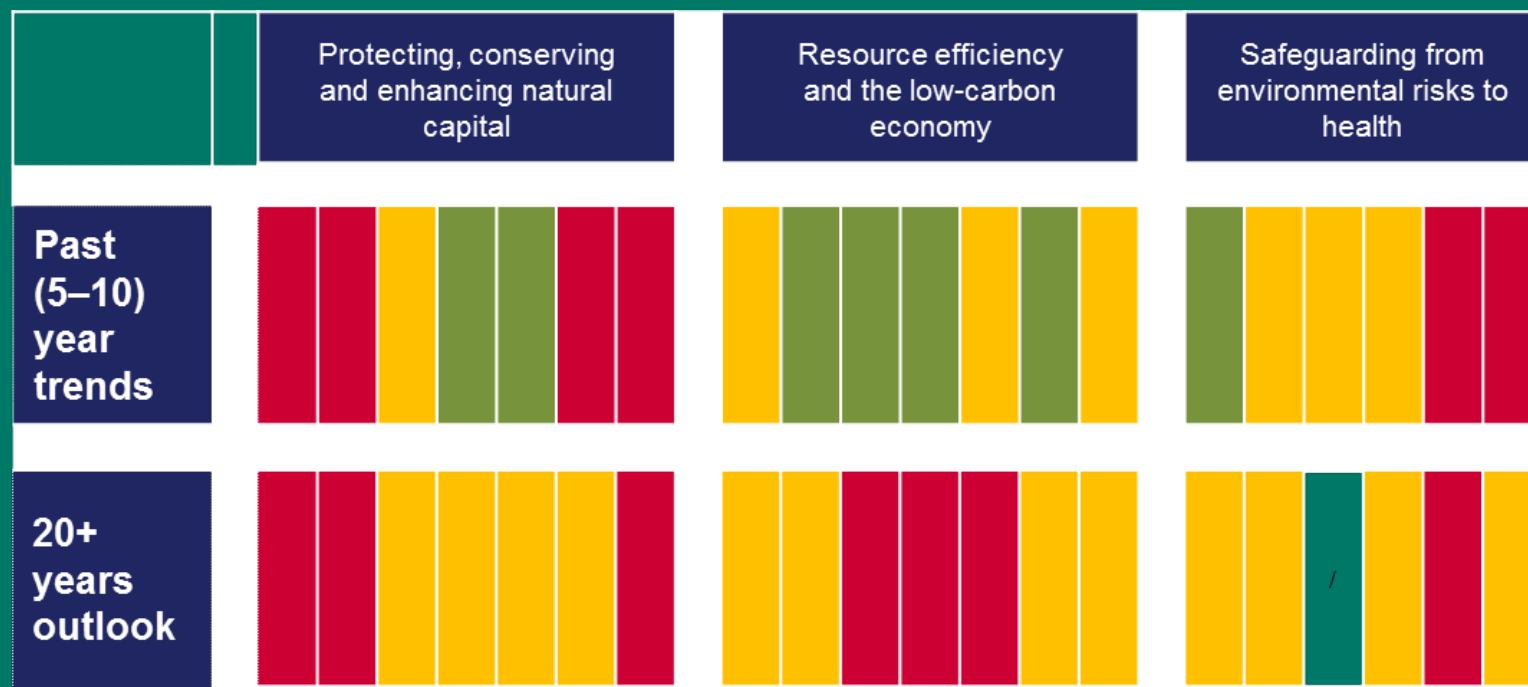 Protecting, conserving
and enhancing natural
capital
Resource efficiency
and the low-carbon
economy
Safeguarding from
environmental risks to
health
Past
(5–10)
year
trends
20+
years
outlook
/